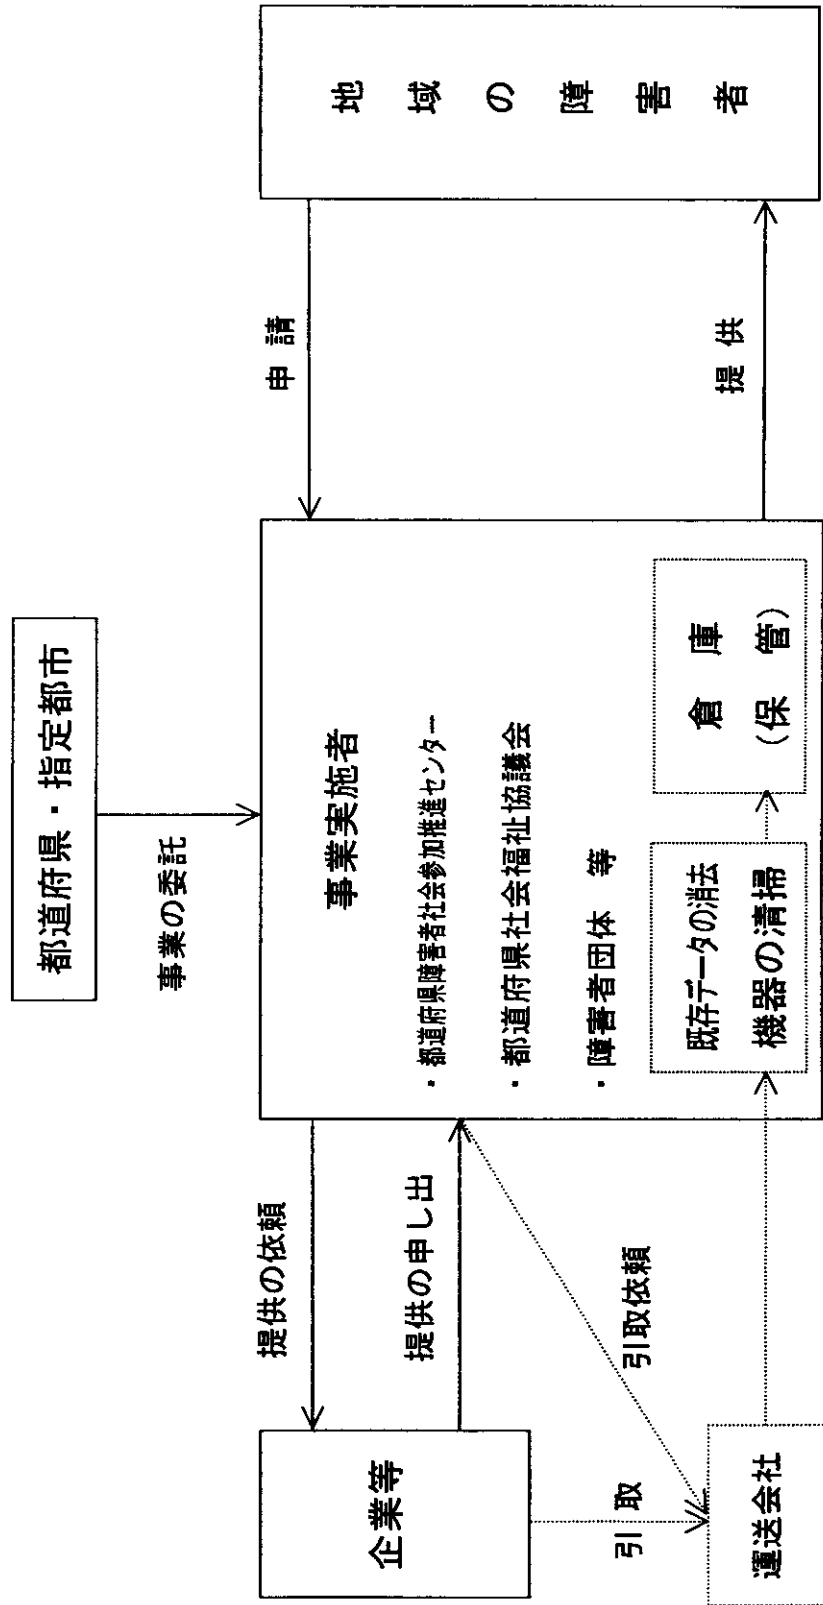 都道府県・指定都市
事業の委託
企業等
提供の依頼
提供の申し出
引取依頼
引 取
運送会社
事業実施者
・ 都道府県障害者社会参加推進センター
・ 都道府県社会福祉協議会
・ 障害者団体 等
既存データの消去
機器の清掃
倉 庫
(保 管)
申 請
提 供
地 域 の 障 害 者